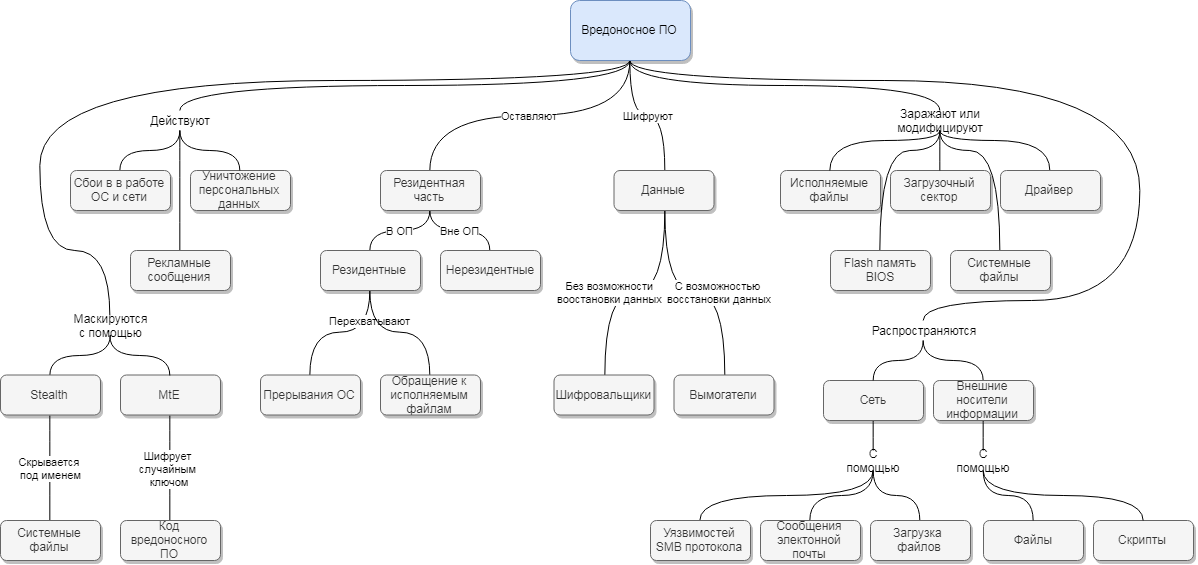 Вредоносное ПО
Действуют
Оставляют
Шифруют
Заражают или
модифицируют
Сбои в в работе
ОС и сети
Уничтожение
персональных
данных
Резидентная
часть
Данные
Исполняемые
файлы
Загрузочный
сектор
Драйвер
В ОП
Вне ОП
Рекламные
сообщения
Резидентные
Нерезидентные
Flash память
BIOS
Системные
файлы
Без возможности
воостановки данных
С возможностью
восстановки данных
Маскируются
с помощью
Перехватывают
Распространяются
Stealth
MtE
Прерывания ОС
Обращение к
исполняемым
файлам
Шифровальщики
Вымогатели
Сеть
Внешние
носители
информации
Скрывается
под именем
Шифрует
случайным
ключом
С
помощью
С
помощью
Системные
файлы
Код
вредоносного
ПО
Уязвимостей
SMB протокола
Сообщения
электонной
почты
Загрузка
файлов
Файлы
Скрипты